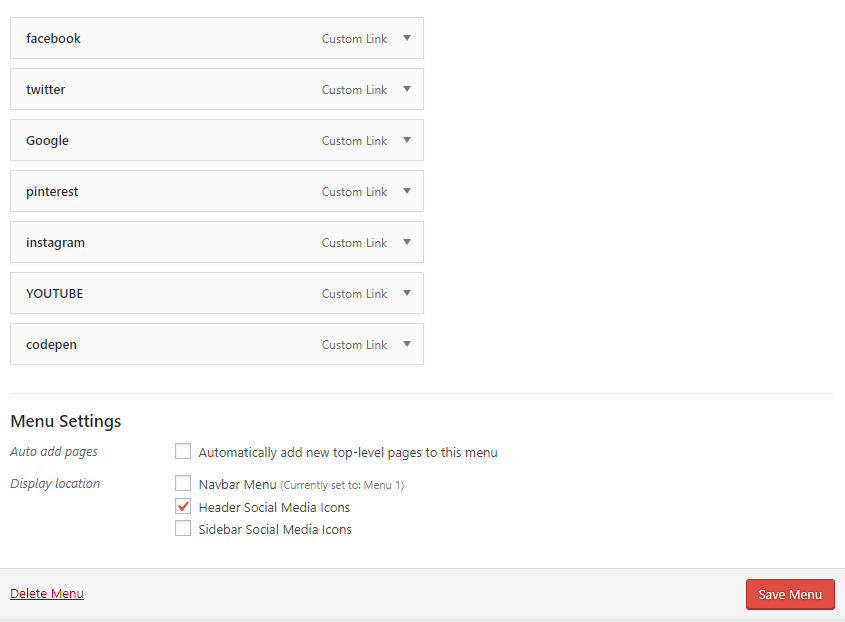 facebook Custom Link
twitter Custom Link
Google Custom Link
pinterest Custom Link
instagram Custom Link
YOUTUBE Custom Link
codepen Custom Link
Menu Settings
Auto add pages Automatically add new top-level pages to this menu
Display location Navbar Menu (Currently set to: Menu 1)
Header Social Media Icons
Sidebar Social Media Icons
Delete Menu Save Menu